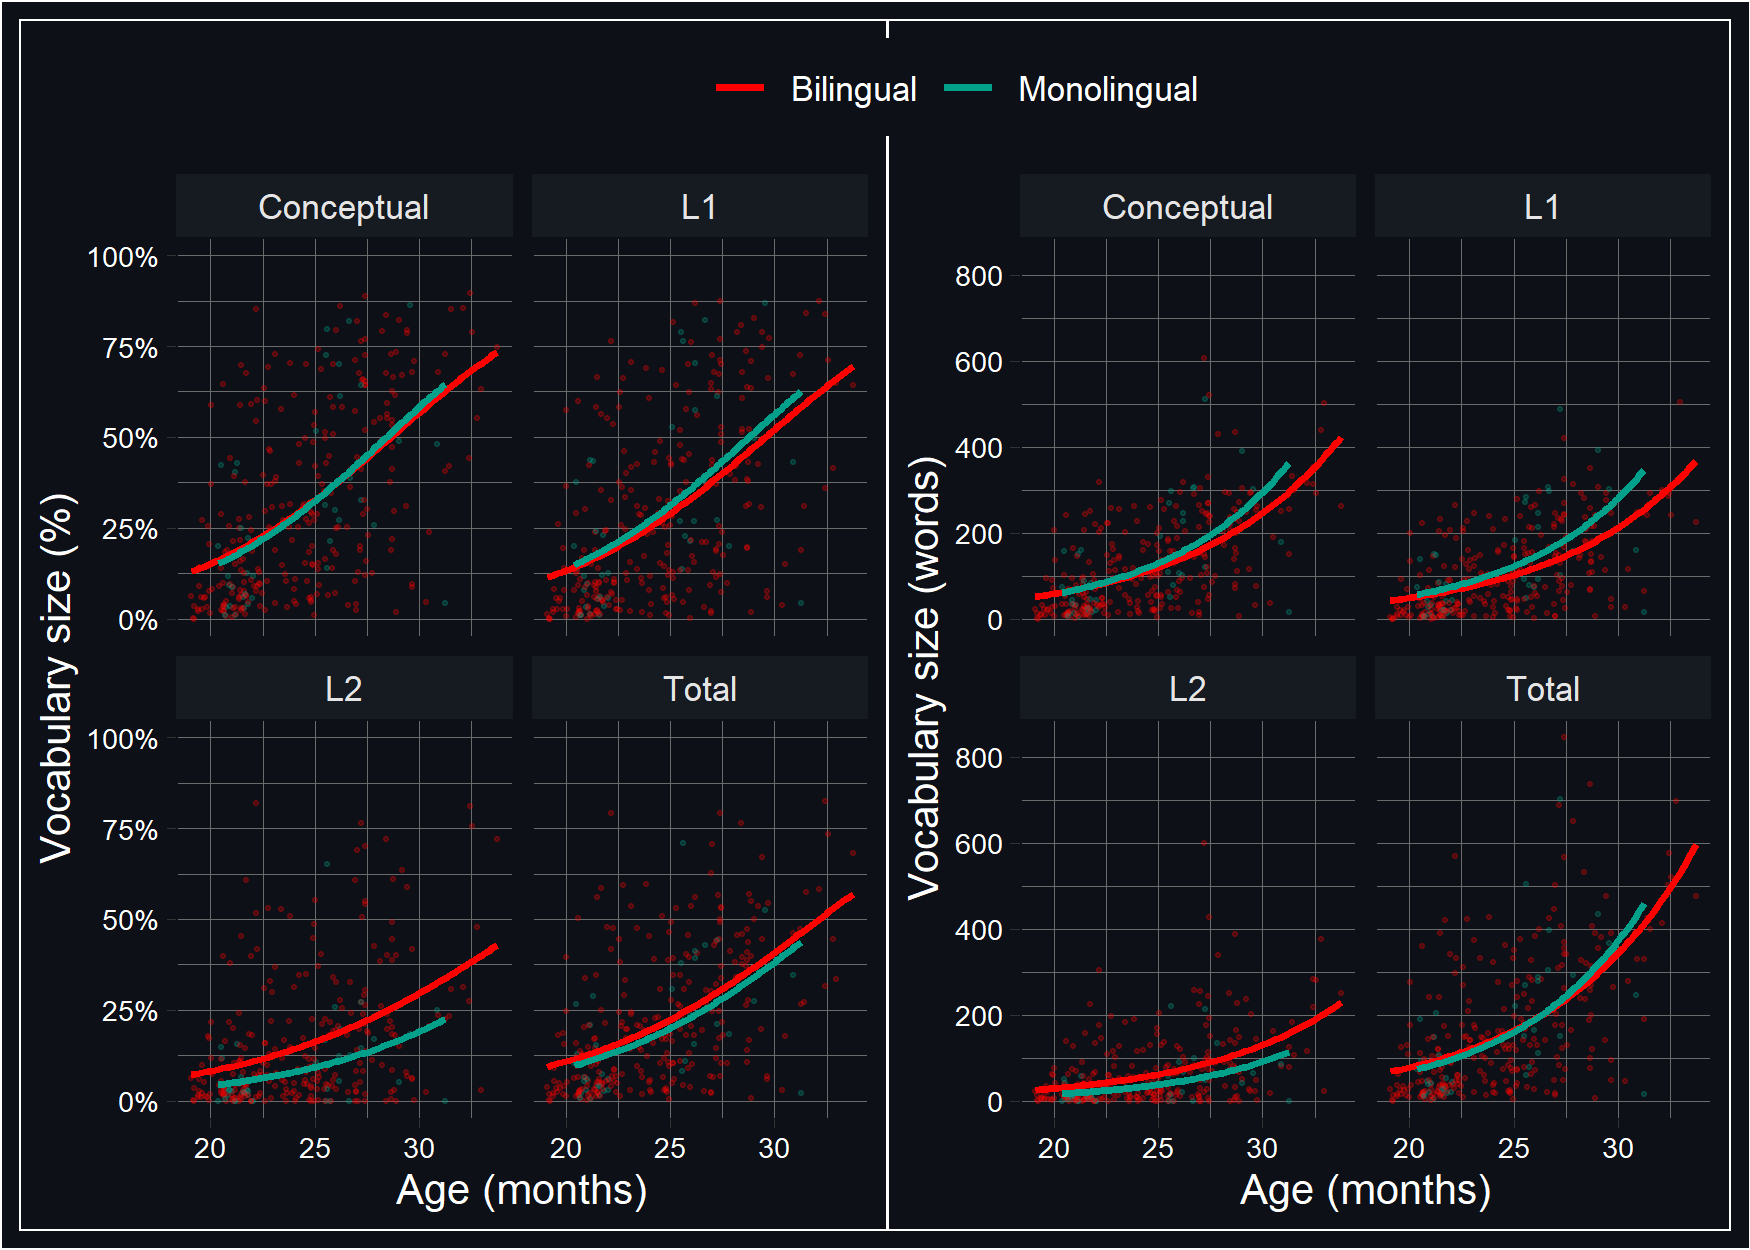 Bilingual Monolingual
Conceptual L1
100%
75%
50%
25%
0%
L2 Total
100%
75%
50%
25%
0%
20 25 30 20 25 30
Age (months)
Vocabulary size (%)
Conceptual L1
800
600
400
200
0
L2 Total
800
600
400
200
0
20 25 30 20 25 30
Age (months)
Vocabulary size (words)